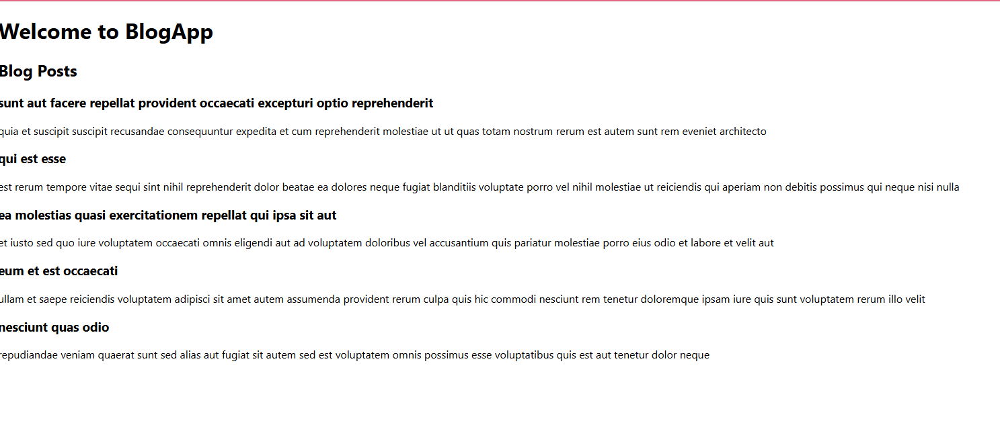 Welcome to BlogApp
Blog Posts
sunt aut facere repellat provident occaecati excepturi optio reprehenderit
quia et suscipit suscipit recusandae consequuntur expedita et cum reprehenderit molestiae ut ut quas totam nostrum rerum est autem sunt rem eveniet architecto
qui est esse
est rerum tempore vitae sequi sint nihil reprehenderit dolor beatae ea dolores neque fugiat blanditiis voluptate porro vel nihil molestiae ut reiciendis qui aperiam non debitis possimus qui neque nisi nulla
ea molestias quasi exercitationem repellat qui ipsa sit aut
et iusto sed quo iure voluptatem occaecati omnis eligendi aut ad voluptatem doloribus vel accusantium quis pariatur molestiae porro eius odio et labore et velit aut
eum et est occaecati
ullam et saepe reiciendis voluptatem adipisci sit amet autem assumenda provident rerum culpa quis hic commodi nesciunt rem tenetur doloremque ipsam iure quis sunt voluptatem rerum illo velit
nesciunt quas odio
repudiandae veniam quaerat sunt sed alias aut fugiat sit autem sed est voluptatem omnis possimus esse voluptatibus quis est aut tenetur dolor neque